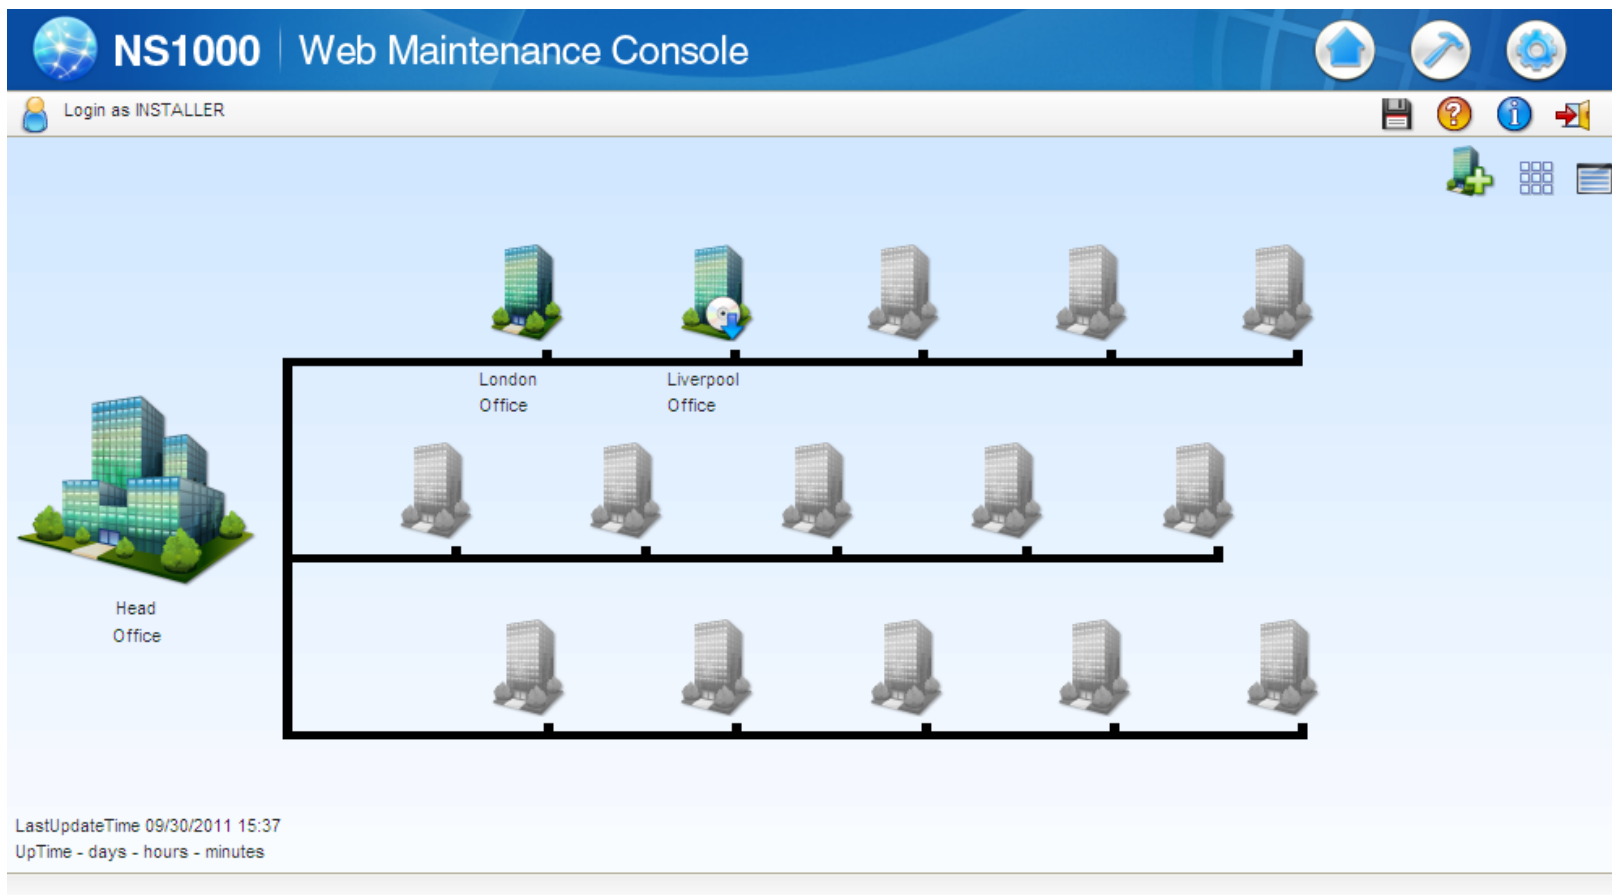 NS1000 Web Maintenance Console
Login as INSTALLER
London
Office
Liverpool
Office
Head
Office
LastUpdateTime 09/30/2011 15:37
UpTime - days - hours - minutes